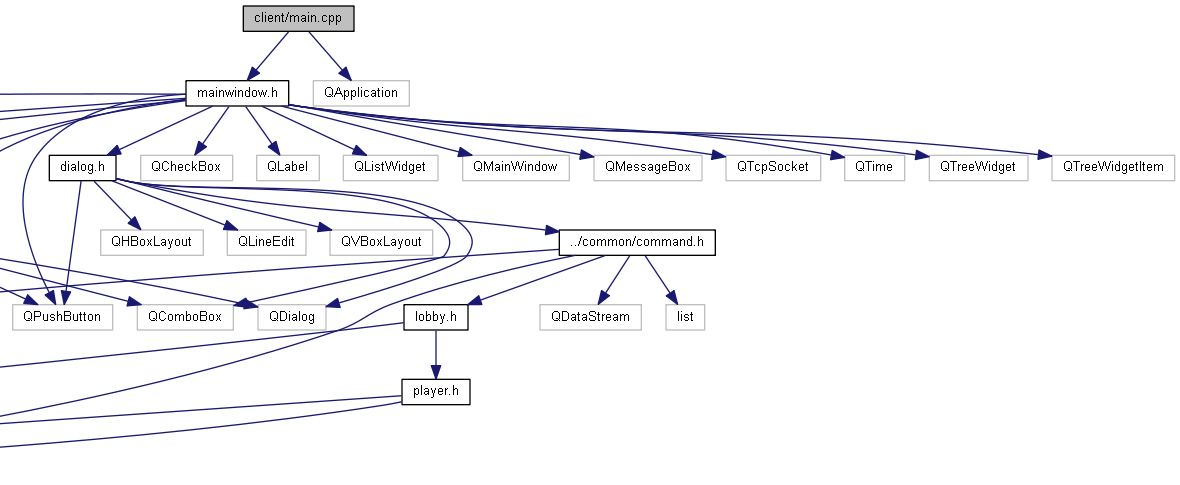 client/main.cpp
mainwindow.h
QApplication
dialog.h
QCheckBox
QLabel
QListWidget
QMainWindow
QMessageBox
QTcpSocket
QTime
QTreeWidget
QTreeWidgetItem
QHBoxLayout
QLineEdit
QVBoxLayout
../common/command.h
QPushButton
QComboBox
QDialog
lobby.h
QDataStream
list
player.h